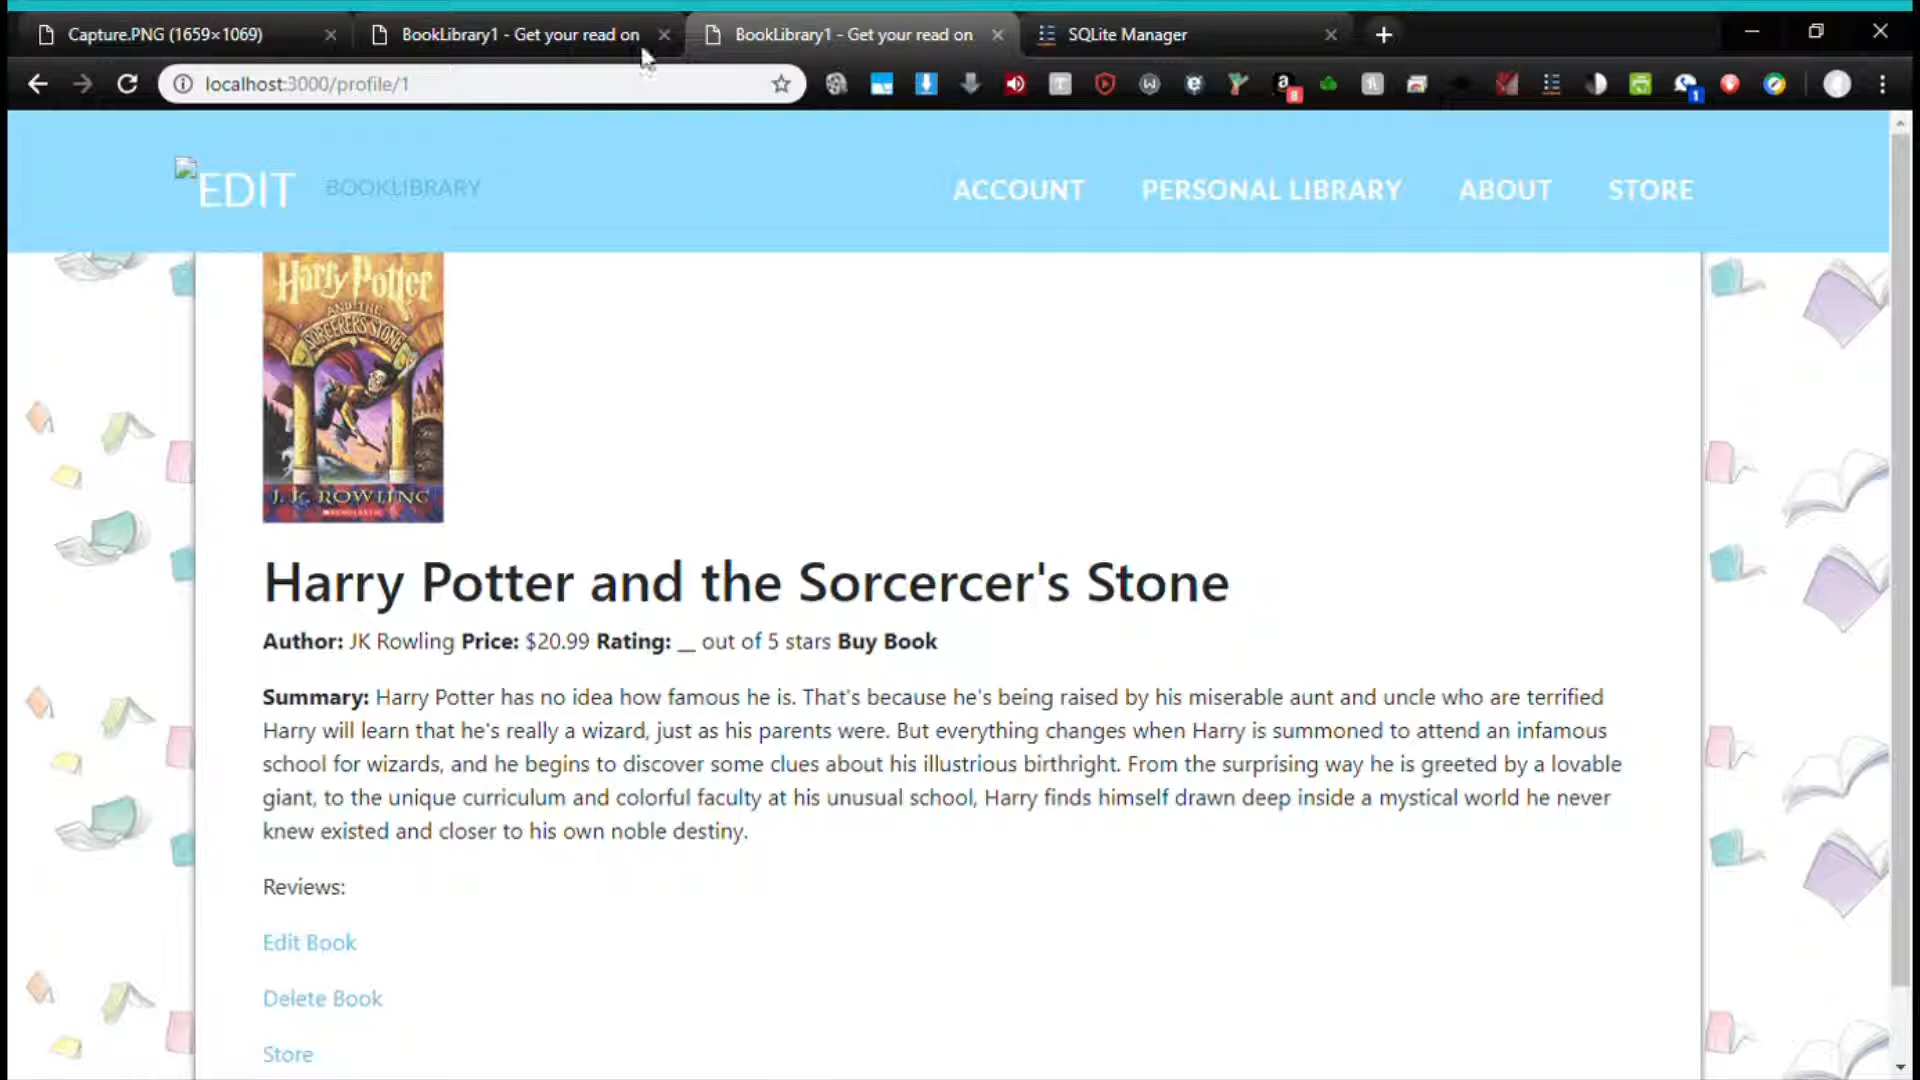 Capture.PNG (1659×1069)
BookLibrary1 - Get your read on
BookLibrary1 - Get your read on
SQLite Manager
localhost:3000/profile/1
8
1
EDIT
BOOKLIBRARY
ACCOUNT
PERSONAL LIBRARY
ABOUT
STORE
Harry Potter
AND THE
SORCERER'S STONE
J. K. ROWLING
SCHOLASTIC
Harry Potter and the Sorcercer's Stone
Author: JK Rowling Price: $20.99 Rating: __ out of 5 stars Buy Book
Summary: Harry Potter has no idea how famous he is. That's because he's being raised by his miserable aunt and uncle who are terrified
Harry will learn that he's really a wizard, just as his parents were. But everything changes when Harry is summoned to attend an infamous
school for wizards, and he begins to discover some clues about his illustrious birthright. From the surprising way he is greeted by a lovable
giant, to the unique curriculum and colorful faculty at his unusual school, Harry finds himself drawn deep inside a mystical world he never
knew existed and closer to his own noble destiny.
Reviews:
Edit Book
Delete Book
Store